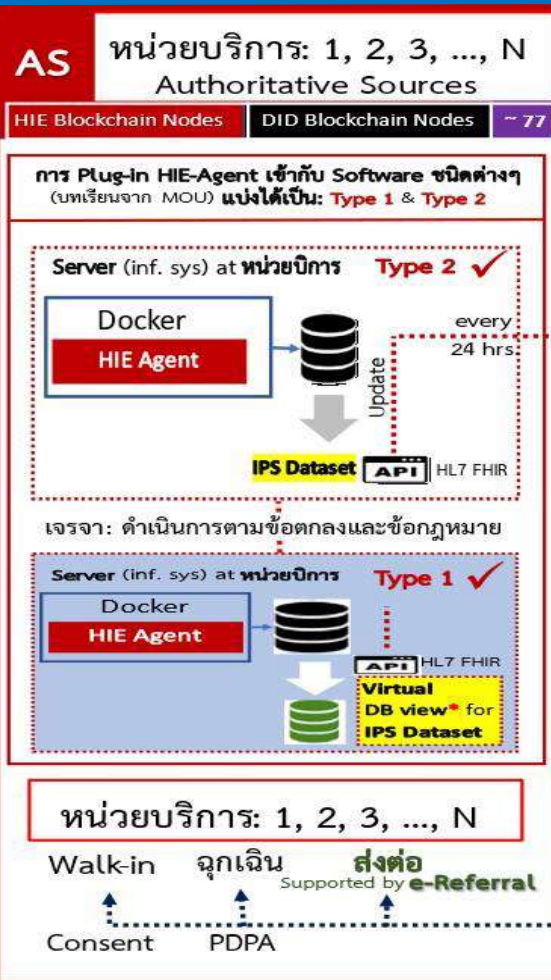 AS
หน่วยบริการ: 1, 2, 3, ..., N
Authoritative Sources
HIE Blockchain Nodes
DID Blockchain Nodes
~ 77
การ Plug-in HIE-Agent เข้ากับ Software ชนิดต่างๆ
(บทเรียนจาก MOU) แบ่งได้เป็น: Type 1 & Type 2
Server (inf. sys) at หน่วยบิการ Type 2 ✓
Docker
HIE Agent
every
24 hrs.
Update
IPS Dataset
API HL7 FHIR
เจรจา: ดำเนินการตามข้อตกลงและข้อกฎหมาย
Server (inf. sys) at หน่วยบิการ Type 1 ✓
Docker
HIE Agent
API HL7 FHIR
Virtual
DB view* for
IPS Dataset
หน่วยบริการ: 1, 2, 3, ..., N
Walk-in ฉุกเฉิน ส่งต่อ
Supported by e-Referral
Consent PDPA